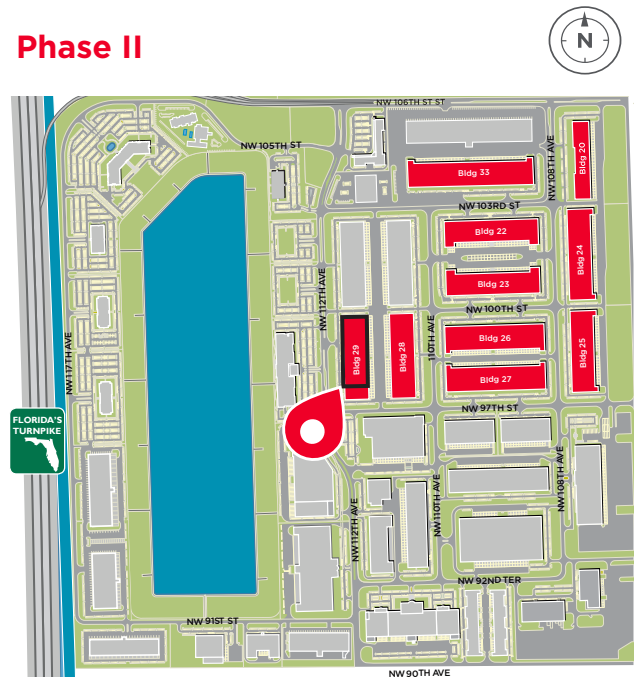 Phase II
N
NW 106TH ST ST
NW 105TH ST
NW 108TH AVE
Bldg 20
Bldg 33
NW 103RD ST
Bldg 22
Bldg 24
NW 112TH AVE
Bldg 23
NW 100TH ST
NW 117TH AVE
110TH AVE
Bldg 29
Bldg 28
Bldg 26
Bldg 25
Bldg 27
NW 97TH ST
FLORIDA'S
TURNPIKE
NW 112TH AVE
NW 110TH AVE
NW 108TH AVE
NW 92ND TER
NW 91ST ST
NW 90TH AVE